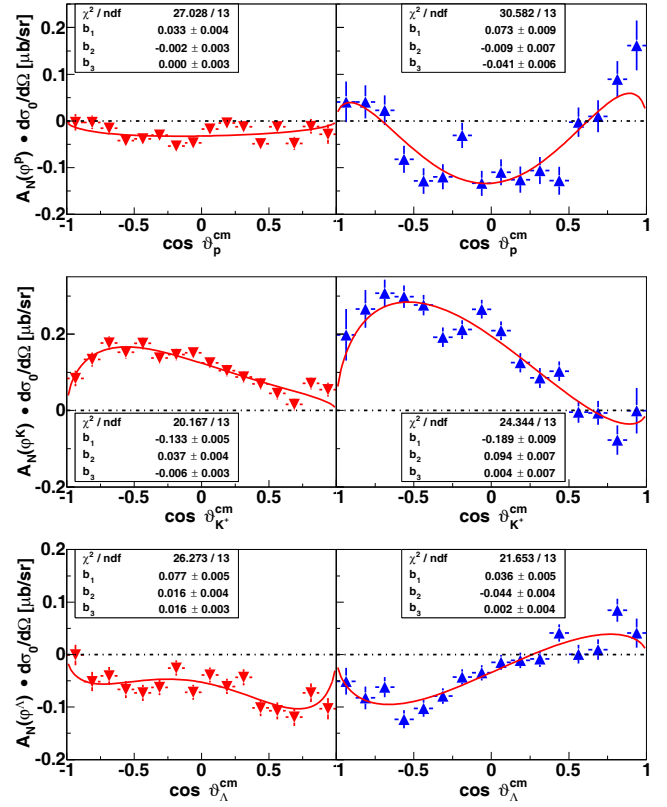 χ² / ndf 27.028 / 13
b₁ 0.033 ± 0.004
b₂ -0.002 ± 0.003
b₃ 0.000 ± 0.003
χ² / ndf 30.582 / 13
b₁ 0.073 ± 0.009
b₂ -0.009 ± 0.007
b₃ -0.041 ± 0.006
A_N(φ^p) • dσ₀/dΩ [μb/sr]
0.2
0.1
0
-0.1
-0.2
-1 -0.5 0 0.5 1 -0.5 0 0.5 1
cos ϑ_p^cm cos ϑ_p^cm
A_N(φ^K) • dσ₀/dΩ [μb/sr]
0.2
0
-0.2
χ² / ndf 20.167 / 13
b₁ -0.133 ± 0.005
b₂ 0.037 ± 0.004
b₃ -0.006 ± 0.003
χ² / ndf 24.344 / 13
b₁ -0.189 ± 0.009
b₂ 0.094 ± 0.007
b₃ 0.004 ± 0.007
-1 -0.5 0 0.5 1 -0.5 0 0.5 1
cos ϑ_K⁺^cm cos ϑ_K⁺^cm
χ² / ndf 26.273 / 13
b₁ 0.077 ± 0.005
b₂ 0.016 ± 0.004
b₃ 0.016 ± 0.003
χ² / ndf 21.653 / 13
b₁ 0.036 ± 0.005
b₂ -0.044 ± 0.004
b₃ 0.002 ± 0.004
A_N(φ^Λ) • dσ₀/dΩ [μb/sr]
0.2
0.1
0
-0.1
-0.2
-1 -0.5 0 0.5 1 -0.5 0 0.5 1
cos ϑ_Λ^cm cos ϑ_Λ^cm